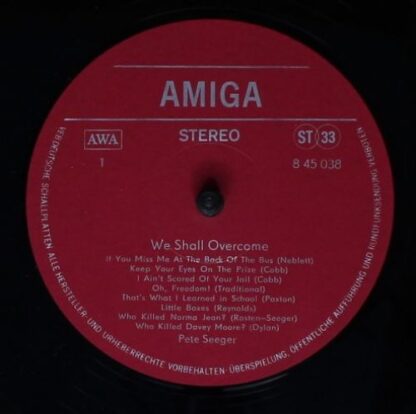 AMIGA
STEREO
AWA
1
ST 33
8 45 038
We Shall Overcome
If You Miss Me At The Back Of The Bus (Neblett)
Keep Your Eyes On The Prize (Cobb)
I Ain't Scared Of Your Jail (Cobb)
Oh, Freedom! (Traditional)
That's What I Learned in School (Paxton)
Little Boxes (Reynolds)
Who Killed Norma Jean? (Rosten-Seeger)
Who Killed Davey Moore? (Dylan)
Pete Seeger
VEB DEUTSCHE SCHALLPLATTEN ALLE HERSTELLER- UND URHEBERRECHTE VORBEHALTEN · ÜBERSPIELUNG, ÖFFENTLICHE AUFFÜHRUNG UND RUNDFUNKSENDUNG VERBOTEN